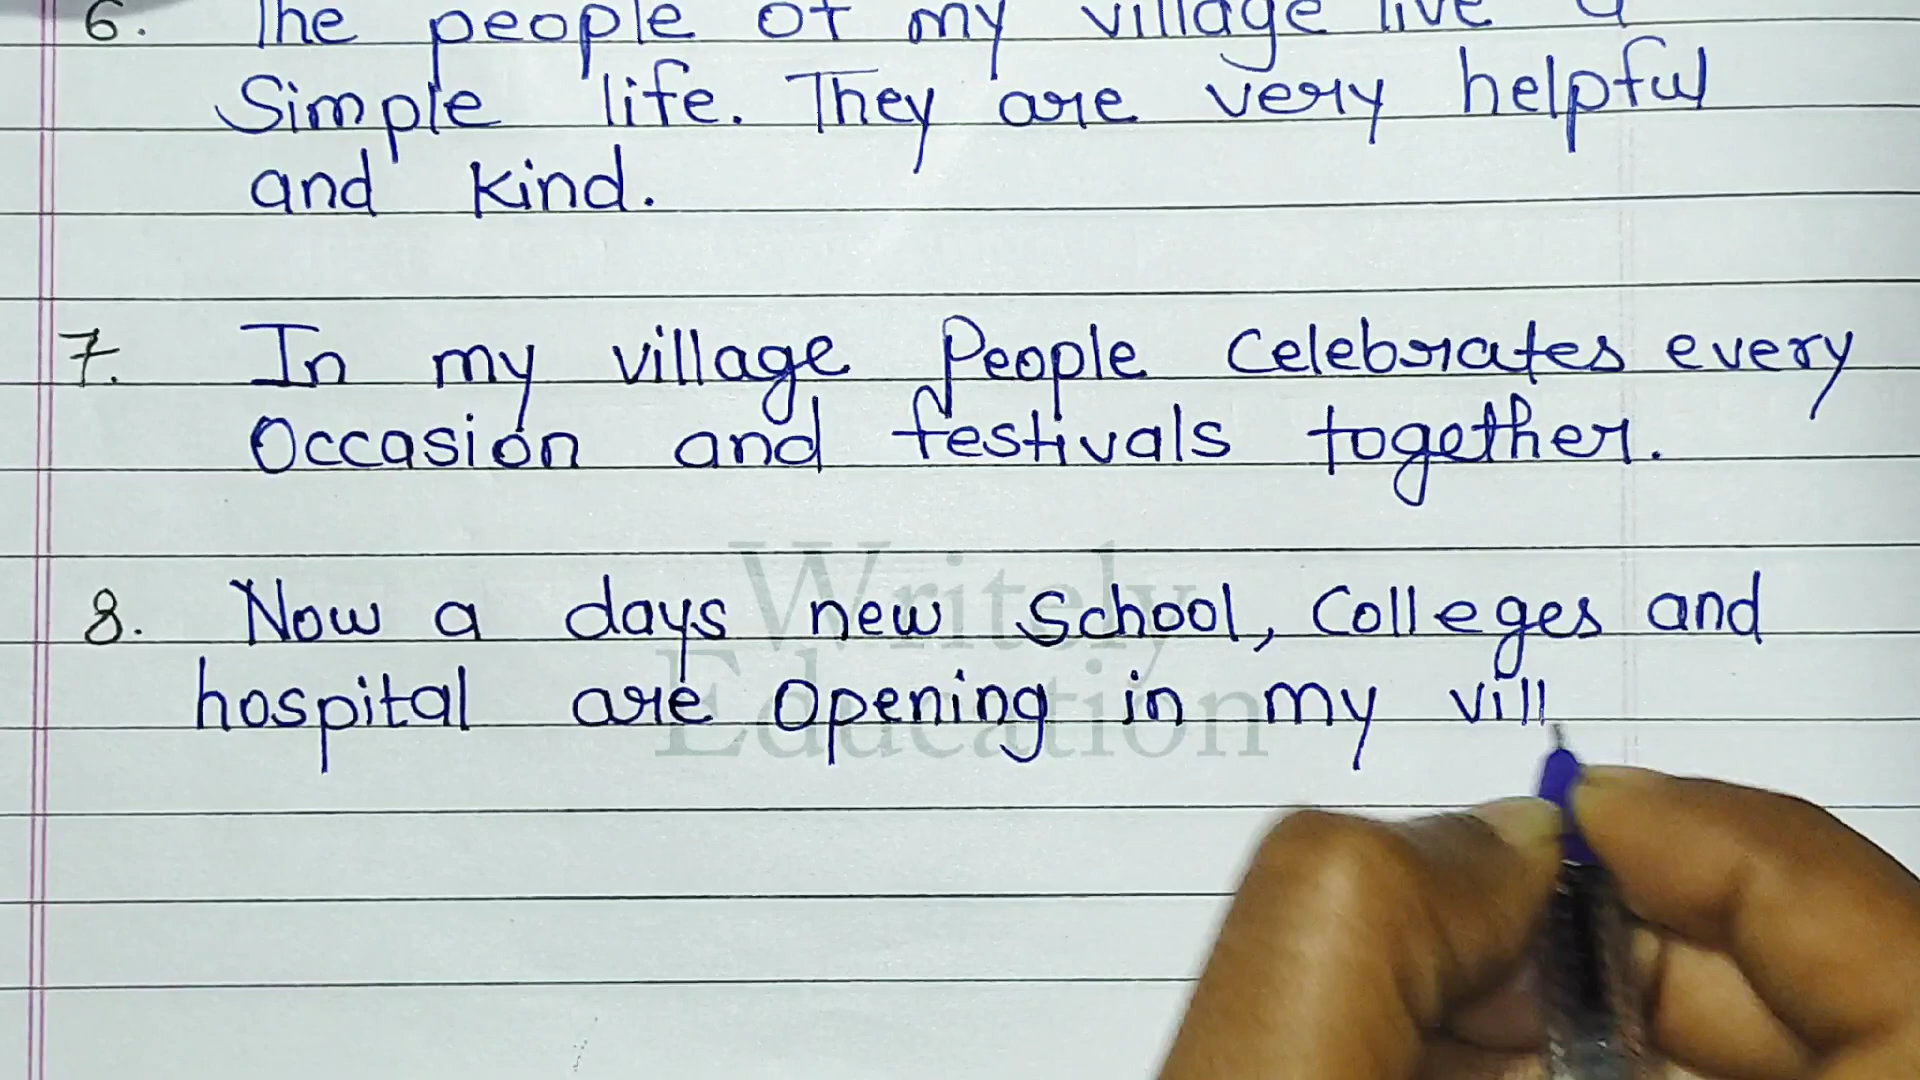 6. The people of my village live a
Simple life. They are very helpful
and kind.
7. In my village People Celebrates every
Occasion and festivals together.
Writely
8. Now a days new School, Colleges and
Education
hospital are Opening in my vill